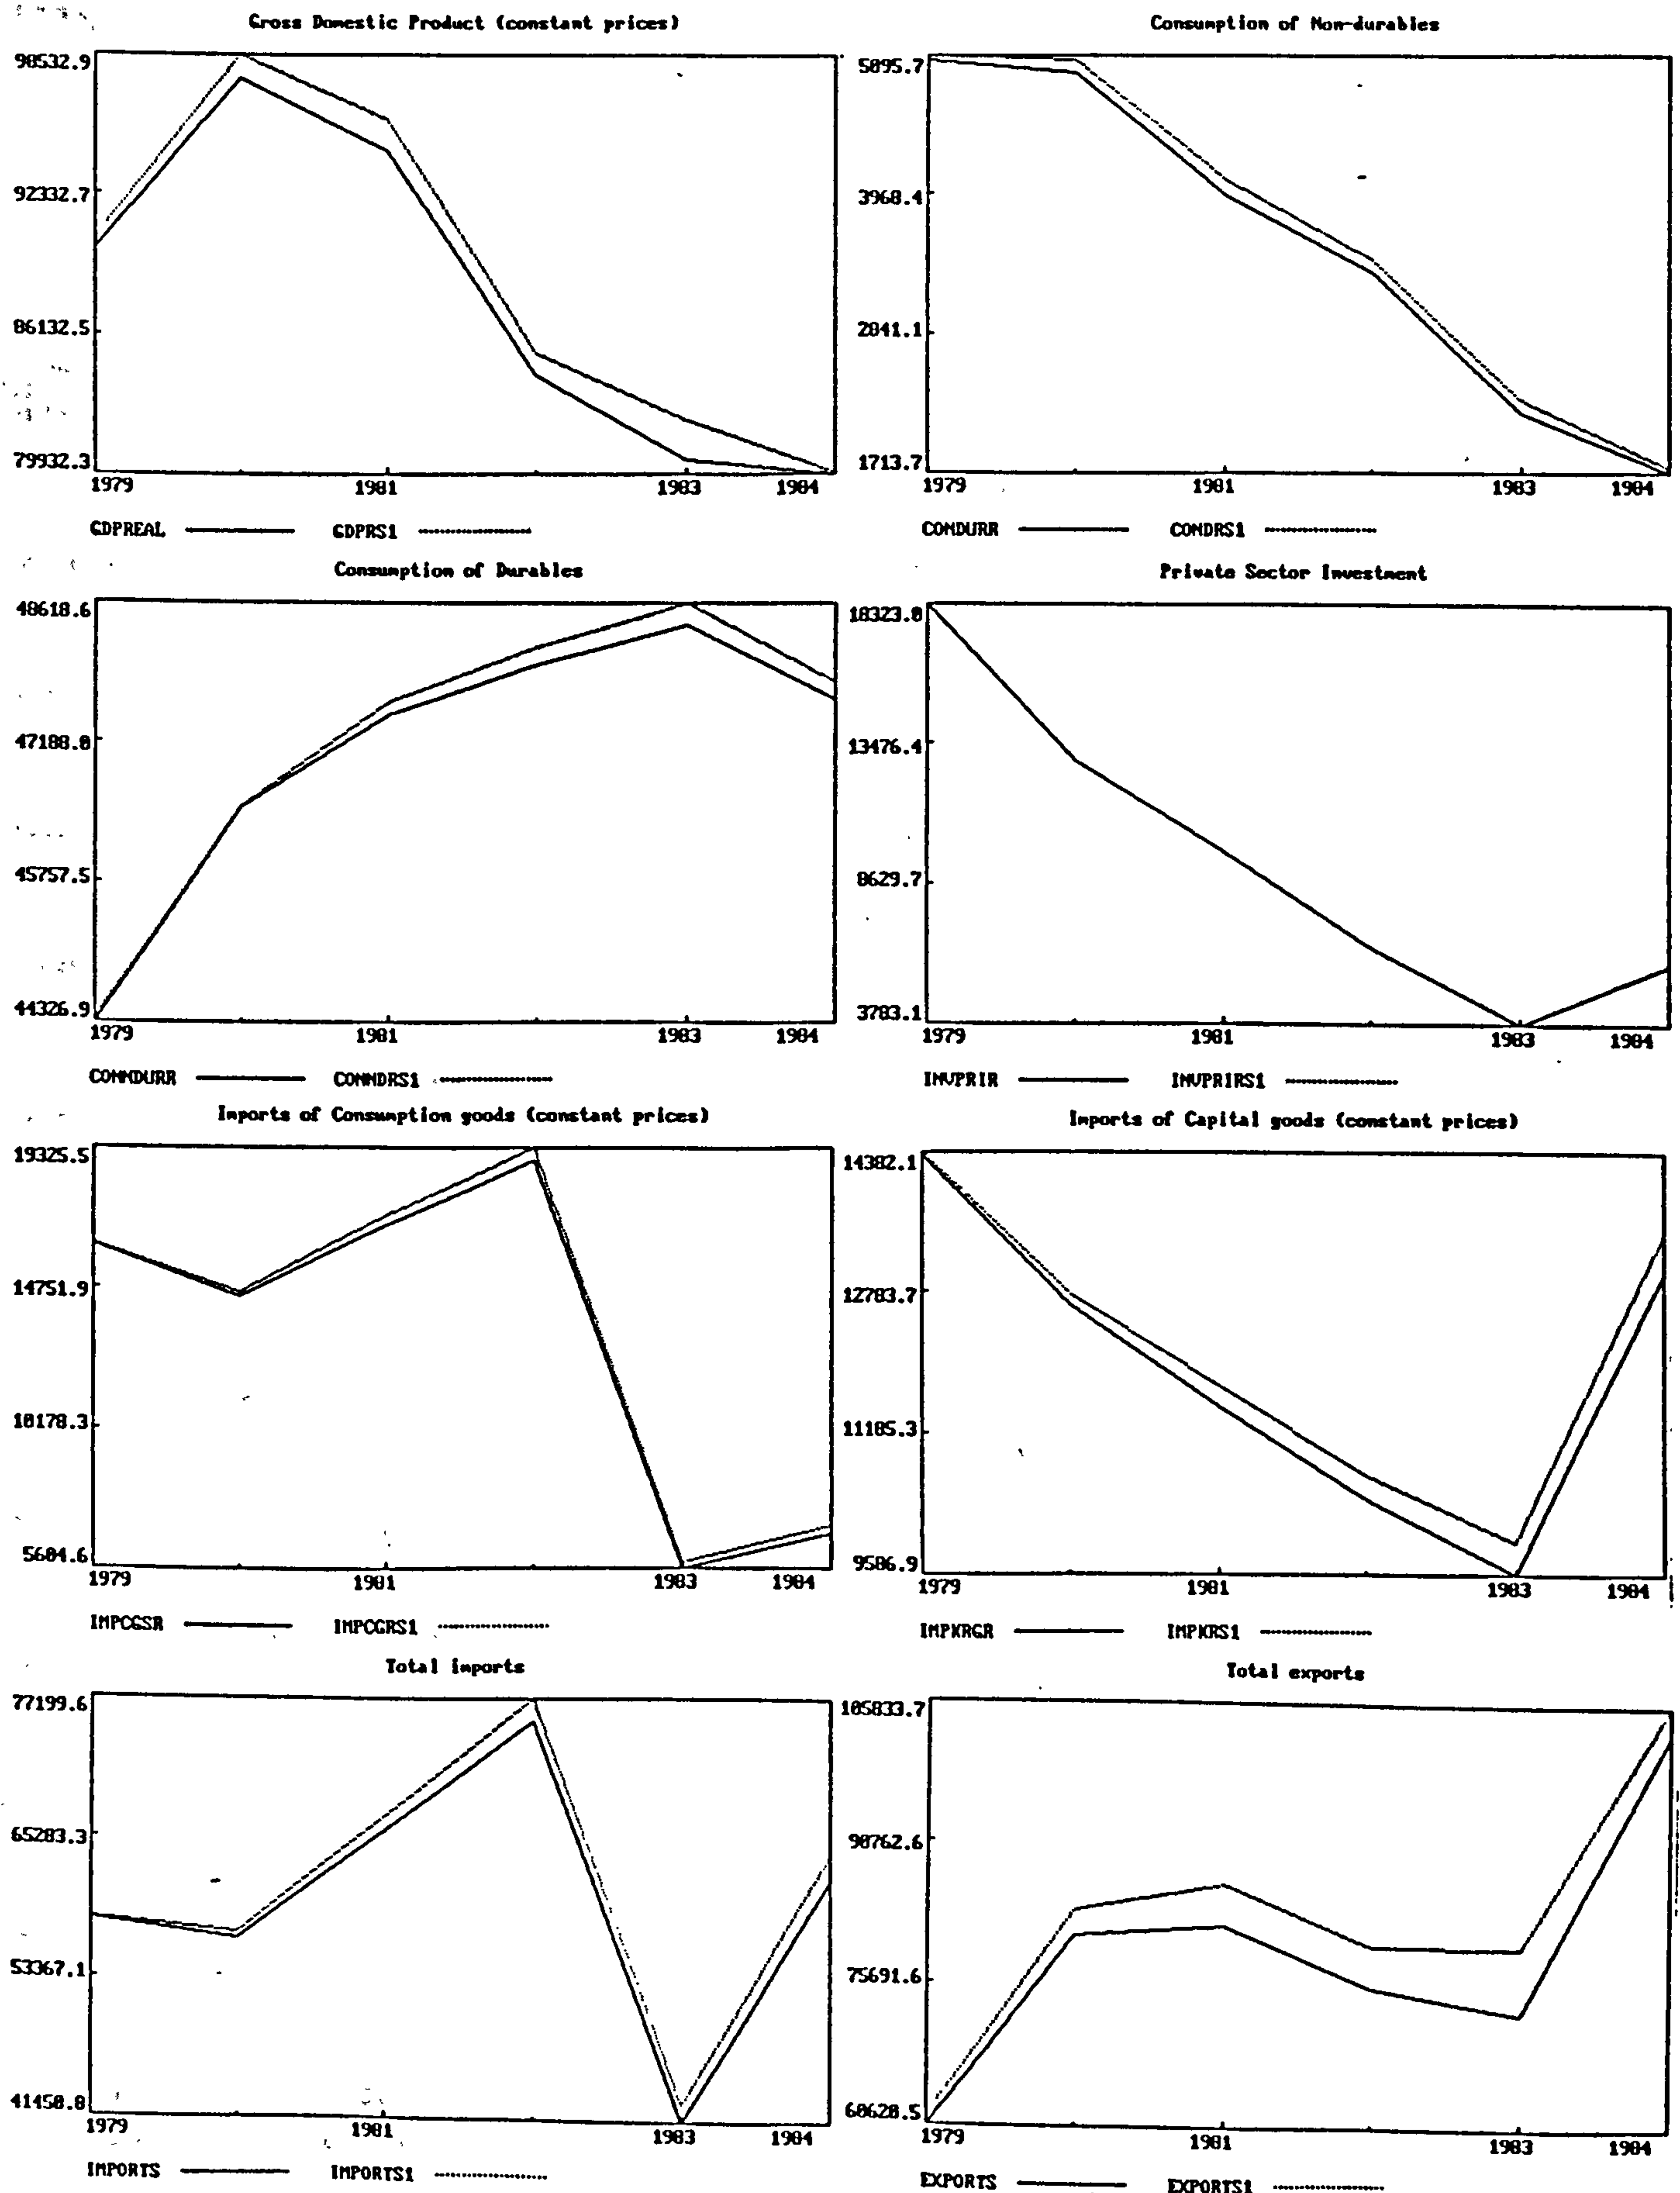 Gross Domestic Product (constant prices)
98532.9
92332.7
86132.5
79932.3
1979 1981 1983 1984
GDPREAL GDPRS1
Consumption of Non-durables
5095.7
3968.4
2841.1
1713.7
1979 1981 1983 1984
CONDURR CONDRS1
Consumption of Durables
48618.6
47188.0
45757.5
44326.9
1979 1981 1983 1984
CONNDURR CONNDRS1
Private Sector Investment
18323.0
13476.4
8629.7
3783.1
1979 1981 1983 1984
INVPRIR INVPRIRS1
Imports of Consumption goods (constant prices)
19325.5
14751.9
10178.3
5604.6
1979 1981 1983 1984
IMPCGSR IMPCGRS1
Imports of Capital goods (constant prices)
14382.1
12783.7
11185.3
9586.9
1979 1981 1983 1984
IMPKRGR IMPKRS1
Total imports
77199.6
65283.3
53367.1
41450.8
1979 1981 1983 1984
IMPORTS IMPORTS1
Total exports
105833.7
90762.6
75691.6
60620.5
1979 1981 1983 1984
EXPORTS EXPORTS1